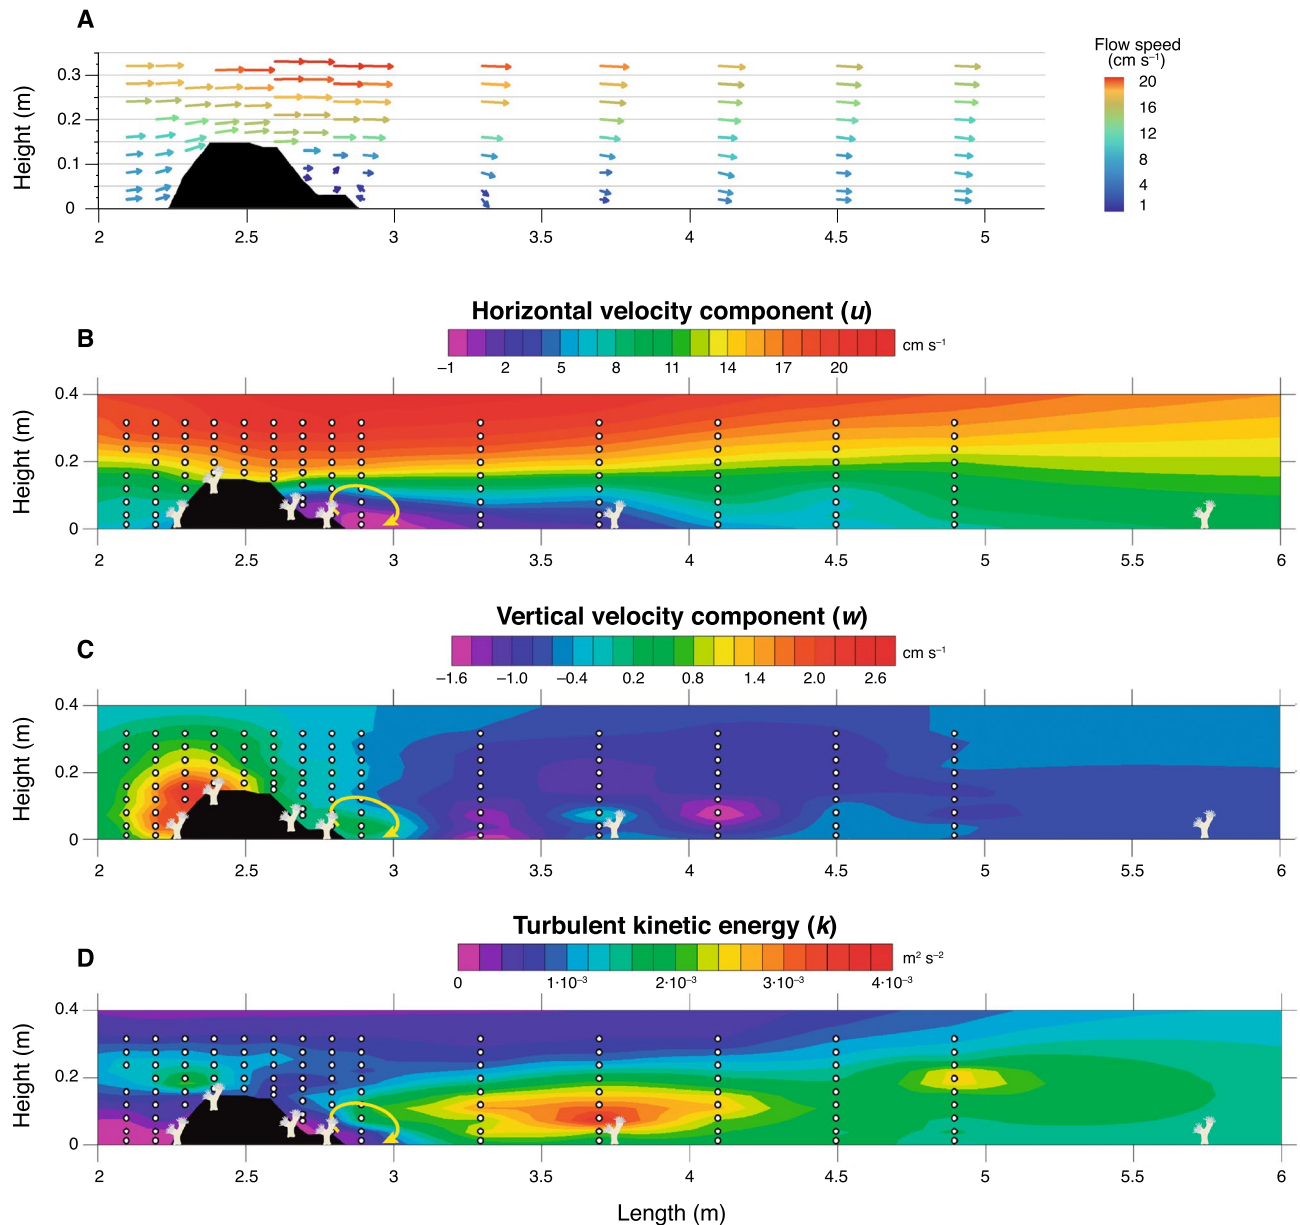 A
Flow speed
(cm s⁻¹)
20
16
12
8
4
1
Height (m)
0.3
0.2
0.1
0
2 2.5 3 3.5 4 4.5 5
Horizontal velocity component (u)
B
cm s⁻¹
–1 2 5 8 11 14 17 20
Height (m)
0.4
0.2
0
2 2.5 3 3.5 4 4.5 5 5.5 6
Vertical velocity component (w)
C
cm s⁻¹
–1.6 –1.0 –0.4 0.2 0.8 1.4 2.0 2.6
Height (m)
0.4
0.2
0
2 2.5 3 3.5 4 4.5 5 5.5 6
Turbulent kinetic energy (k)
D
m² s⁻²
0 1·10⁻³ 2·10⁻³ 3·10⁻³ 4·10⁻³
Height (m)
0.4
0.2
0
2 2.5 3 3.5 4 4.5 5 5.5 6
Length (m)